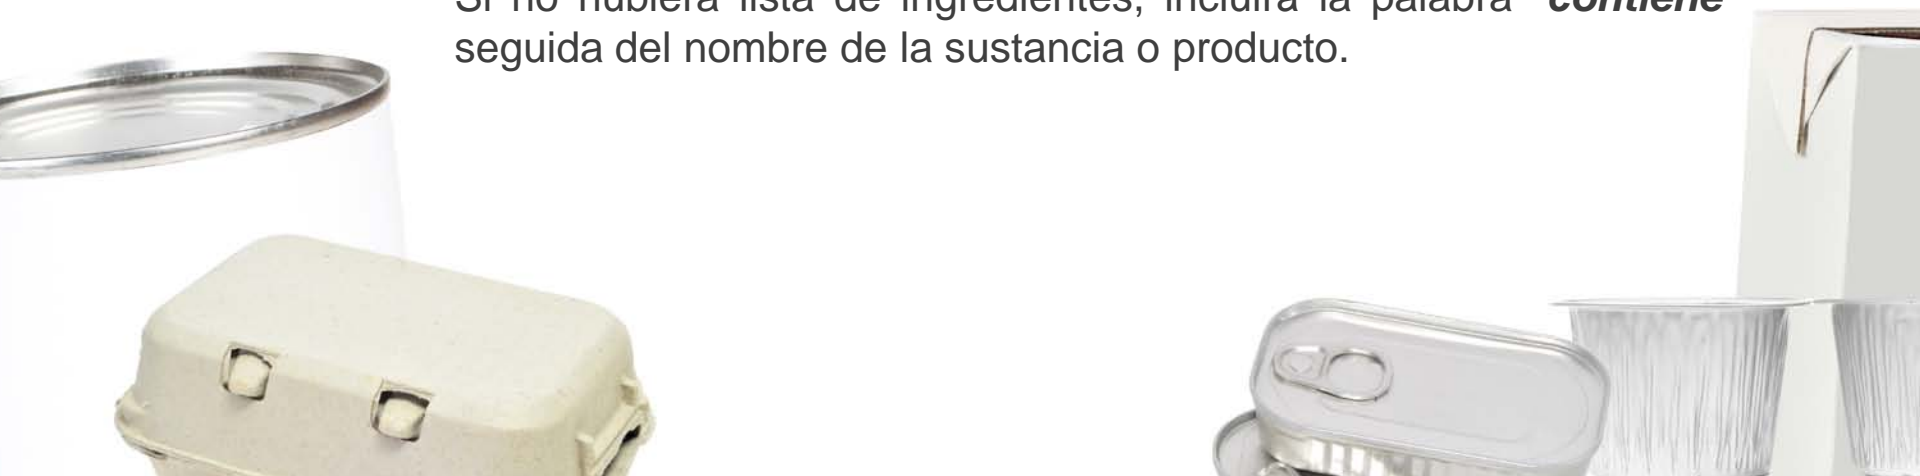 Si no hubiera lista de ingredientes, incluirá la palabra "contiene"
seguida del nombre de la sustancia o producto.